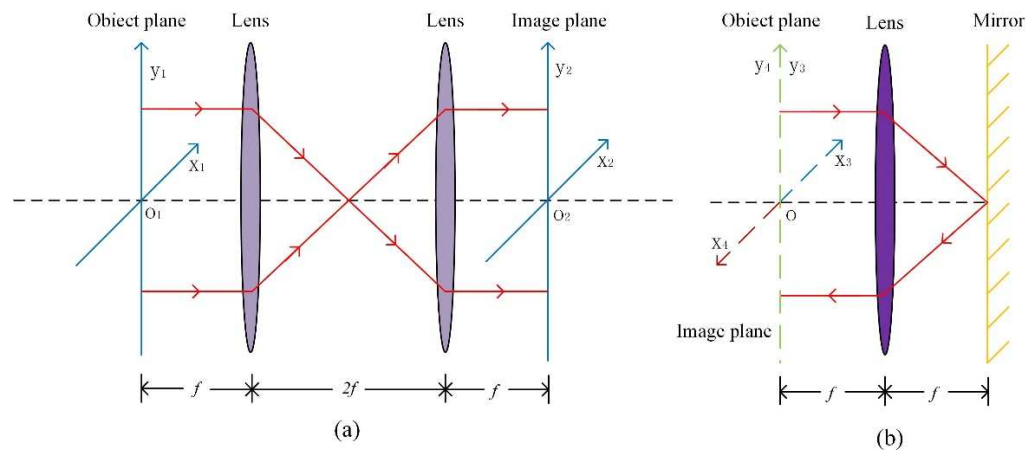 Obiect plane Lens Lens Image plane Obiect plane Lens Mirror
y₁ y₂ y₄ y₃
X₁ X₂ X₃
O₁ O₂ O
X₄
Image plane
f 2f f f f
(a) (b)